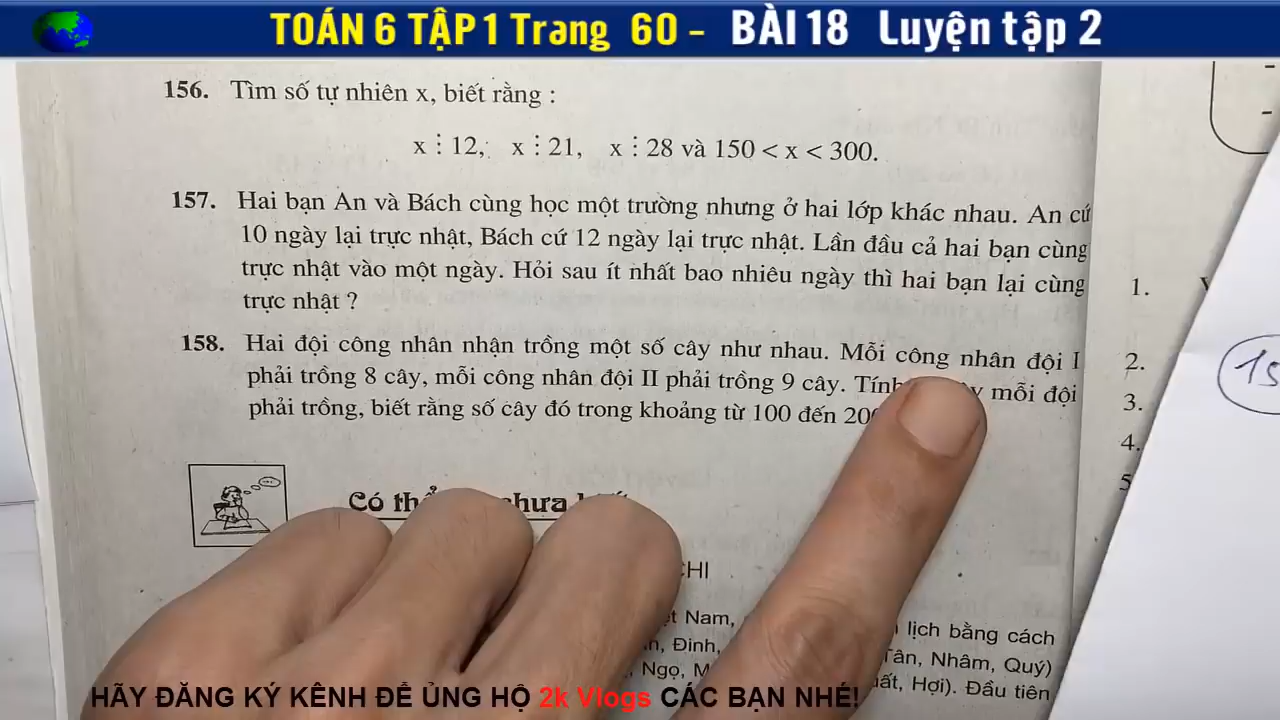 TOÁN 6 TẬP 1 Trang 60 - BÀI 18 Luyện tập 2
156. Tìm số tự nhiên x, biết rằng :
x ⋮ 12, x ⋮ 21, x ⋮ 28 và 150 < x < 300.
157. Hai bạn An và Bách cùng học một trường nhưng ở hai lớp khác nhau. An cứ
10 ngày lại trực nhật, Bách cứ 12 ngày lại trực nhật. Lần đầu cả hai bạn cùng
trực nhật vào một ngày. Hỏi sau ít nhất bao nhiêu ngày thì hai bạn lại cùng
trực nhật ?
158. Hai đội công nhân nhận trồng một số cây như nhau. Mỗi công nhân đội I
phải trồng 8 cây, mỗi công nhân đội II phải trồng 9 cây. Tính mỗi đội
phải trồng, biết rằng số cây đó trong khoảng từ 100 đến
Có chưa
CHI
Nam, lịch bằng cách
Đinh, Tân, Nhâm, Quý)
Ngọ, Hợi). Đầu tiên
1.
2.
3.
4.
HÃY ĐĂNG KÝ KÊNH ĐỂ ỦNG HỘ 2k Vlogs CÁC BẠN NHÉ!